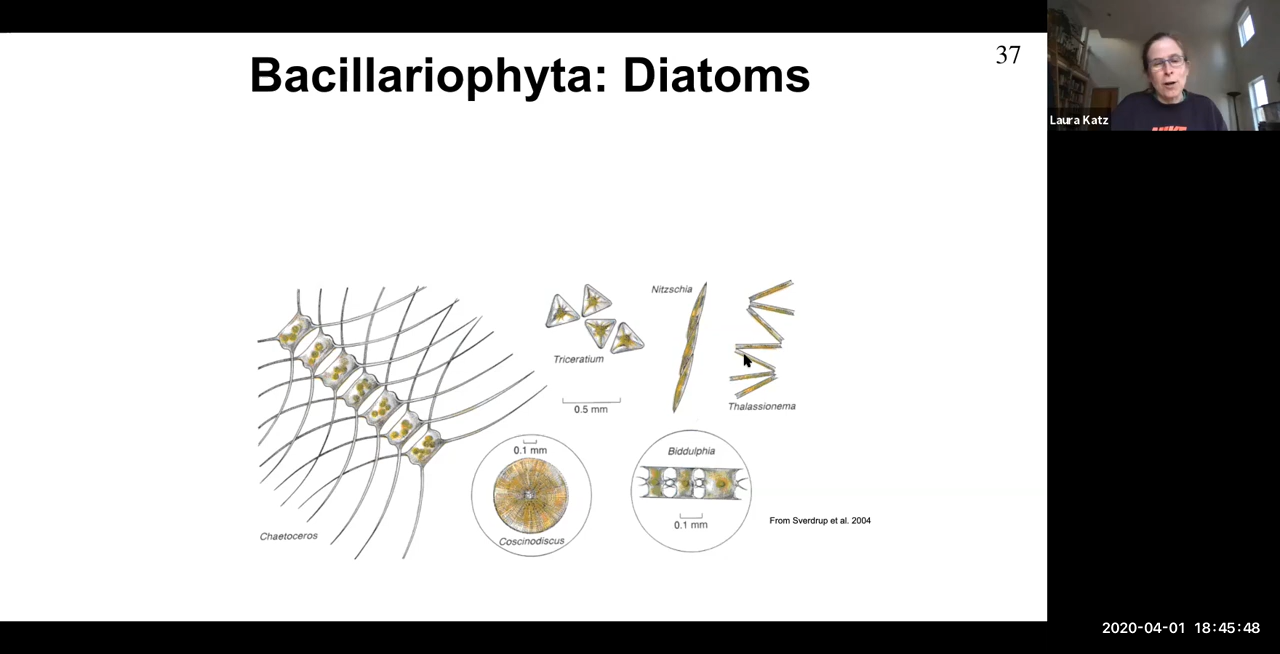 Bacillariophyta: Diatoms
37
Laura Katz
Nitzschia
Triceratium
0.5 mm
Thalassionema
0.1 mm
Biddulphia
0.1 mm
Chaetoceros
Coscinodiscus
From Sverdrup et al. 2004
2020-04-01 18:45:48